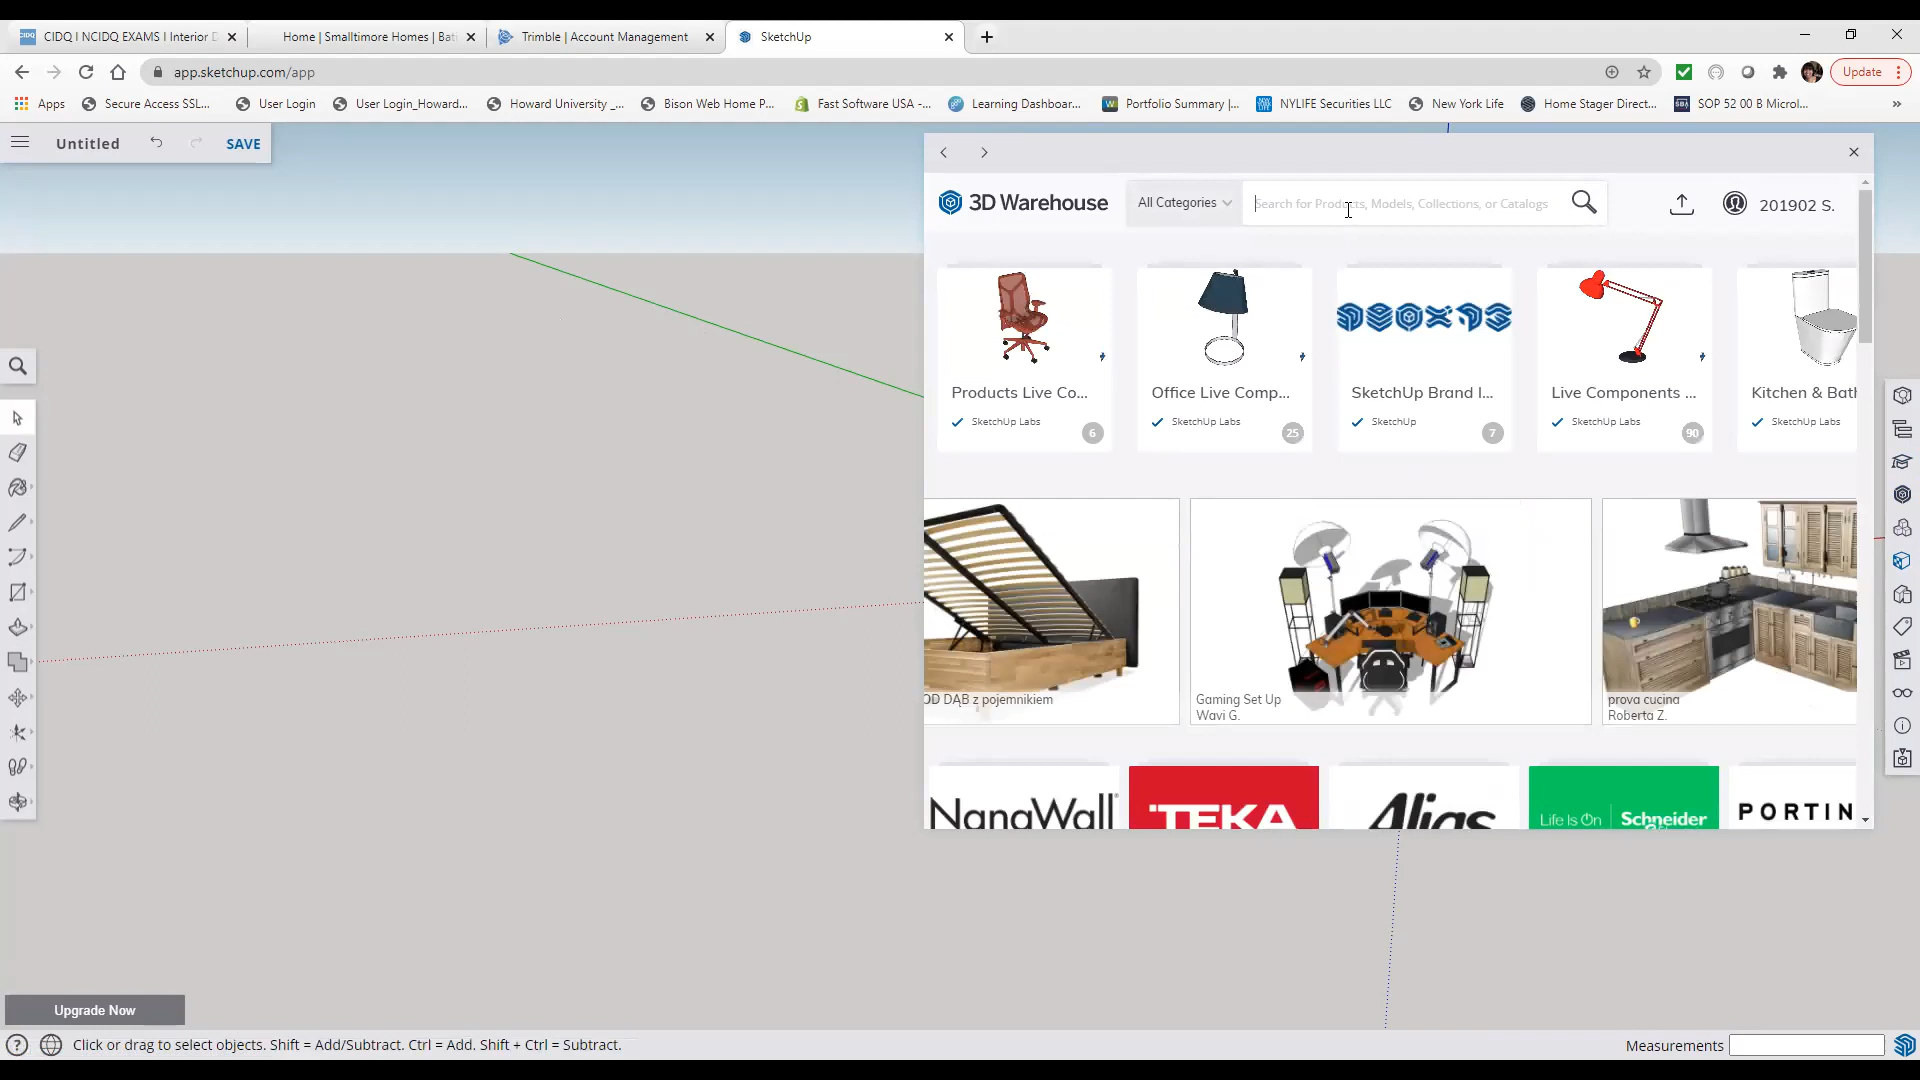 CIDQ I NCIDQ EXAMS I Interior D
Home | Smalltimore Homes | Bat
Trimble | Account Management
SketchUp
app.sketchup.com/app
Update
Apps
Secure Access SSL...
User Login
User Login_Howard...
Howard University _...
Bison Web Home P...
Fast Software USA -...
Learning Dashboar...
Portfolio Summary |...
NYLIFE Securities LLC
New York Life
Home Stager Direct...
SOP 52 00 B Microl...
Untitled
SAVE
3D Warehouse
All Categories
Search for Products, Models, Collections, or Catalogs
201902 S.
Products Live Co...
SketchUp Labs
6
Office Live Comp...
SketchUp Labs
25
SketchUp Brand I...
SketchUp
7
Live Components ...
SketchUp Labs
90
Kitchen & Bath
SketchUp Labs
OD DĄB z pojemnikiem
Gaming Set Up
Wavi G.
prova cucina
Roberta Z.
NanaWall
TEKA
Alias
Life Is On | Schneider
PORTIN
Upgrade Now
Click or drag to select objects. Shift = Add/Subtract. Ctrl = Add. Shift + Ctrl = Subtract.
Measurements